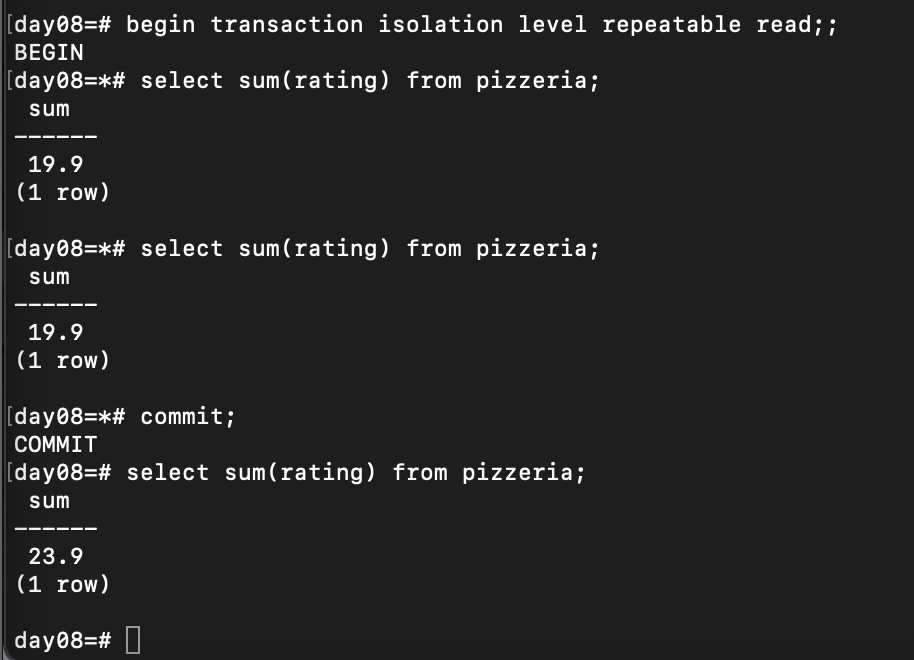 [day08=# begin transaction isolation level repeatable read;;
BEGIN
[day08=*# select sum(rating) from pizzeria;
 sum
------
 19.9
(1 row)

[day08=*# select sum(rating) from pizzeria;
 sum
------
 19.9
(1 row)

[day08=*# commit;
COMMIT
[day08=# select sum(rating) from pizzeria;
 sum
------
 23.9
(1 row)

day08=#